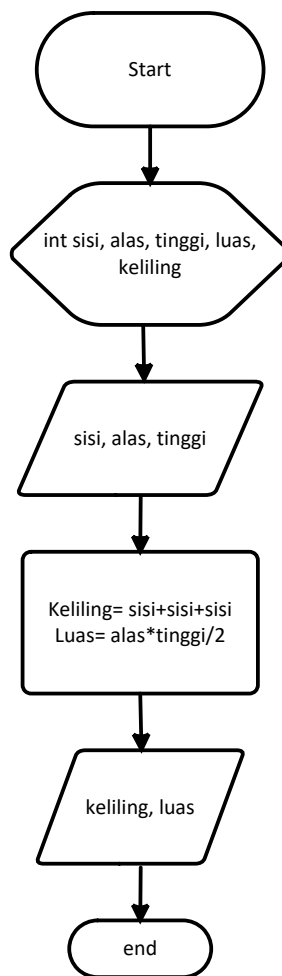 Start
int sisi, alas, tinggi, luas,
keliling
sisi, alas, tinggi
Keliling= sisi+sisi+sisi
Luas= alas*tinggi/2
keliling, luas
end